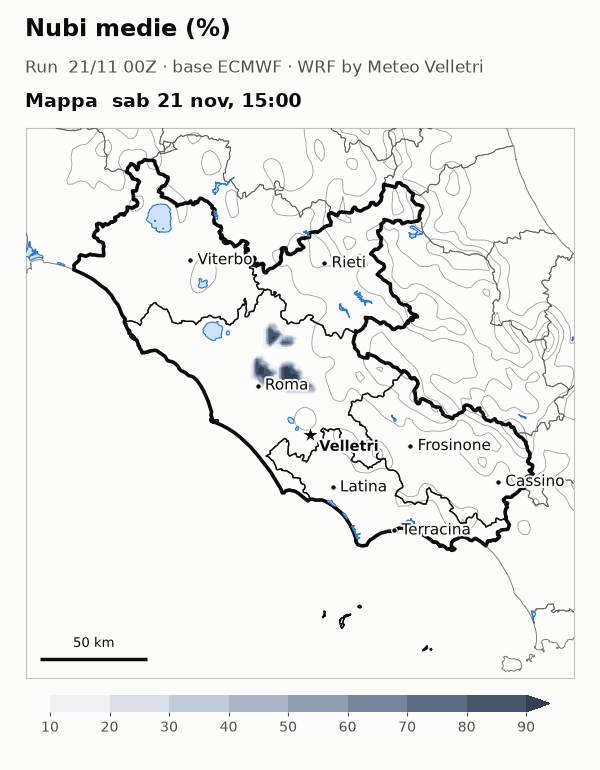 Nubi medie (%)
Run  21/11 00Z · base ECMWF · WRF by Meteo Velletri
Mappa  sab 21 nov, 15:00
Viterbo
Rieti
Roma
Velletri
Frosinone
Cassino
Latina
Terracina
50 km
10 20 30 40 50 60 70 80 90